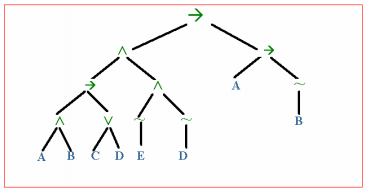 →
∧ →
→ ∧ A ~
∧ ∨ ~ ~ B
A B C D E D